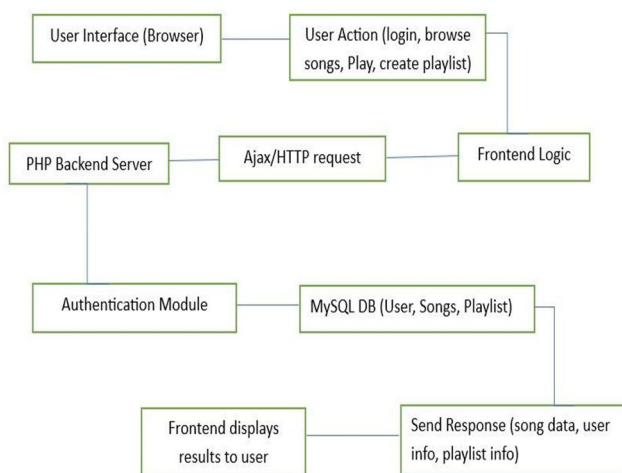 User Interface (Browser)
User Action (login, browse
songs, Play, create playlist)
PHP Backend Server
Ajax/HTTP request
Frontend Logic
Authentication Module
MySQL DB (User, Songs, Playlist)
Frontend displays
results to user
Send Response (song data, user
info, playlist info)